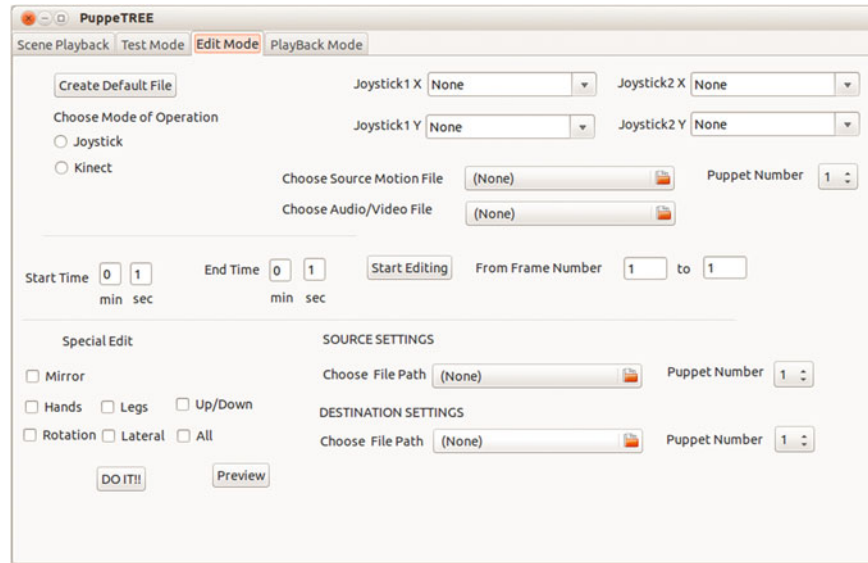 PuppeTREE
Scene Playback Test Mode Edit Mode PlayBack Mode
Create Default File Joystick1 X None Joystick2 X None
Choose Mode of Operation Joystick1 Y None Joystick2 Y None
Joystick
Kinect
Choose Source Motion File (None) Puppet Number 1
Choose Audio/Video File (None)
Start Time 0 1 End Time 0 1 Start Editing From Frame Number 1 to 1
min sec min sec
Special Edit SOURCE SETTINGS
Mirror Choose File Path (None) Puppet Number 1
Hands Legs Up/Down DESTINATION SETTINGS
Rotation Lateral All Choose File Path (None) Puppet Number 1
DO IT!! Preview